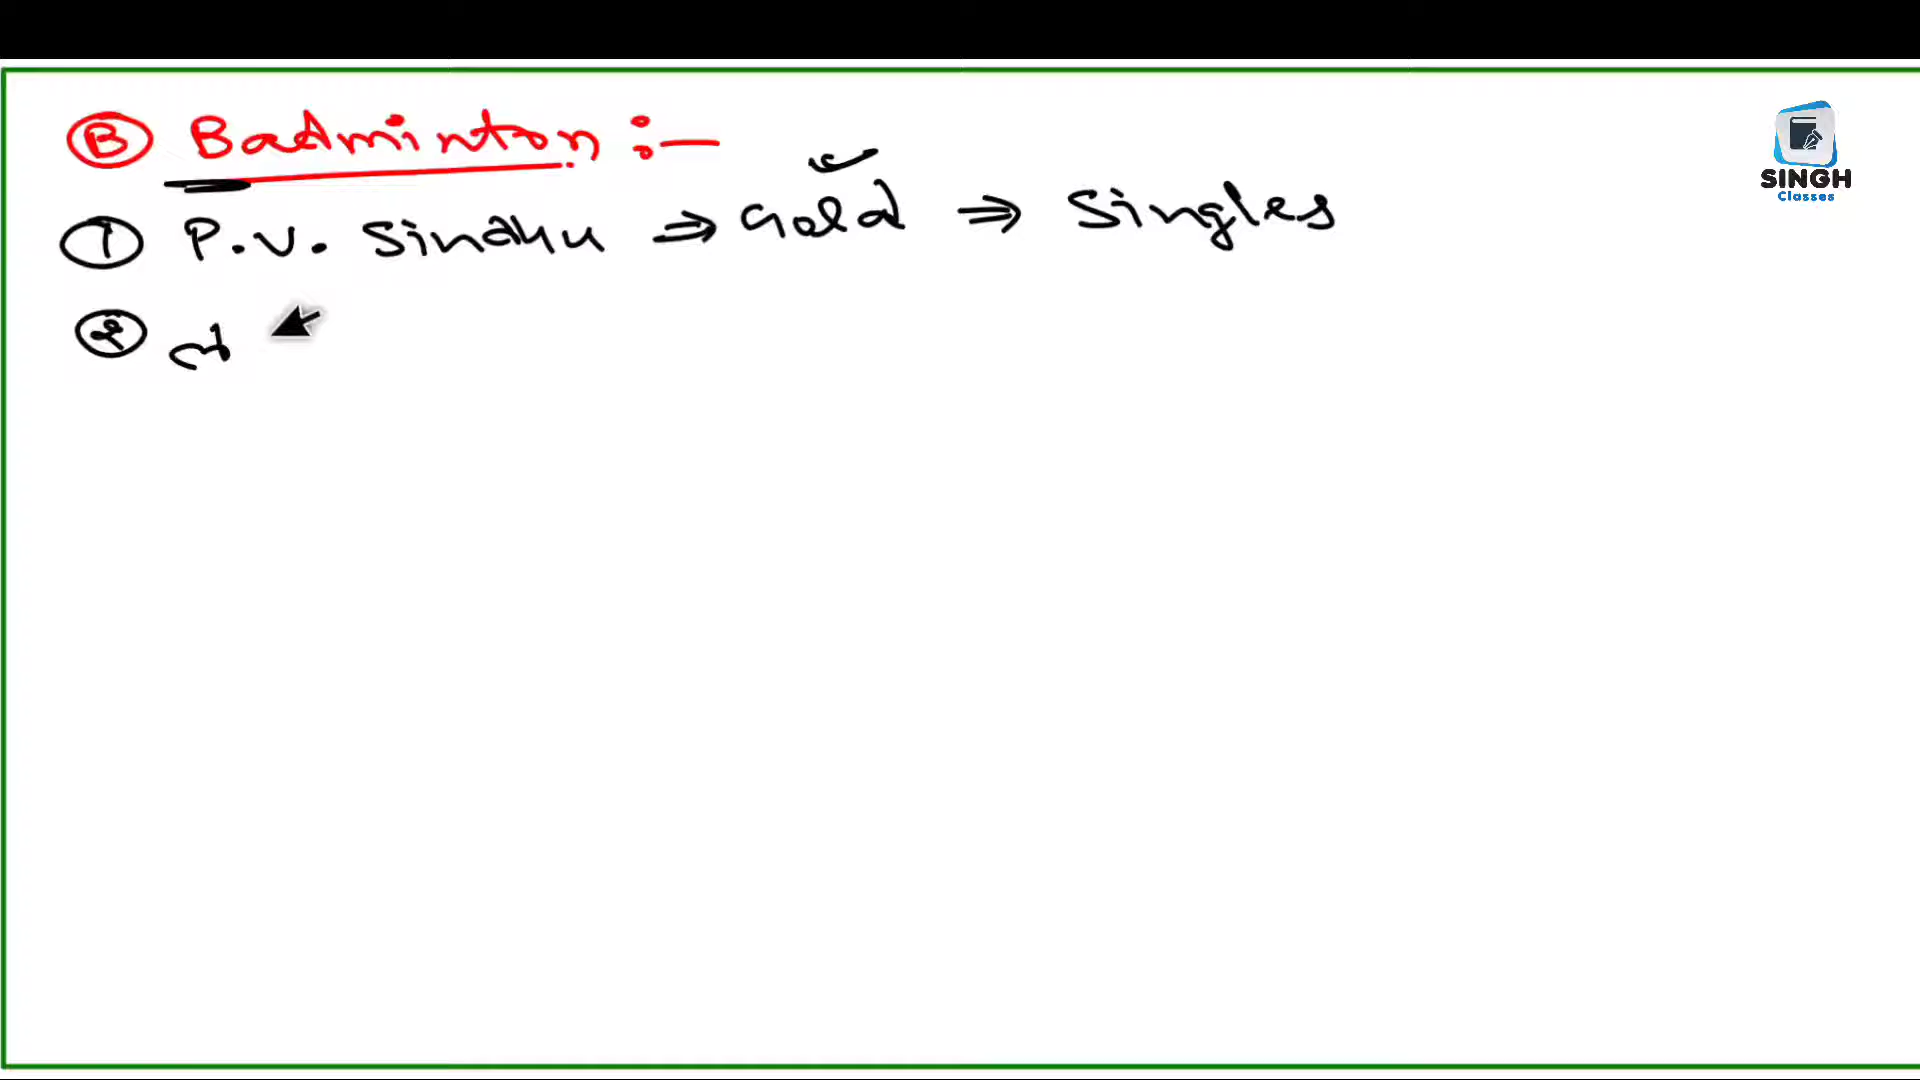 Ⓑ Badminton :-
① P.V. Sindhu ⇒ Gold ⇒ Singles
②
SINGH
Classes